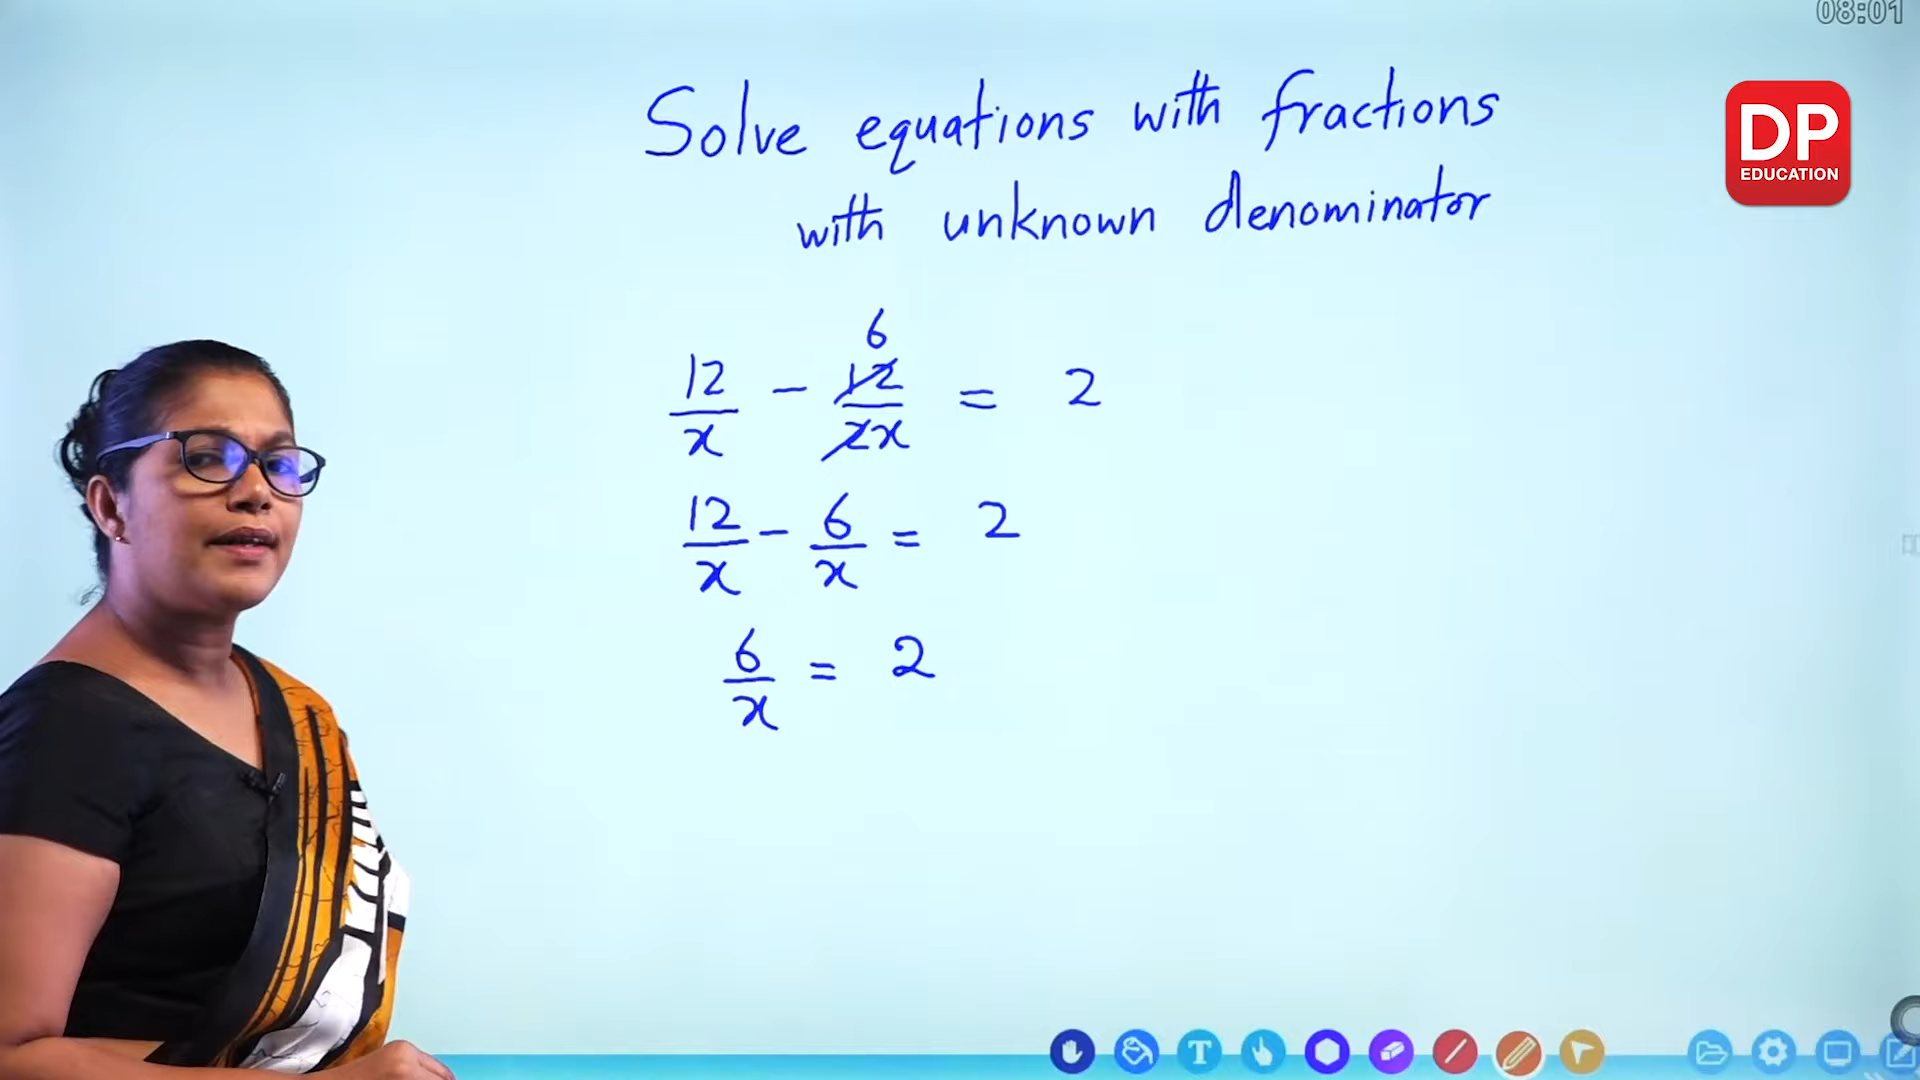 08:01
Solve equations with fractions
with unknown denominator
DP
EDUCATION
6
12/x - 12/2x = 2
12/x - 6/x = 2
6/x = 2
T